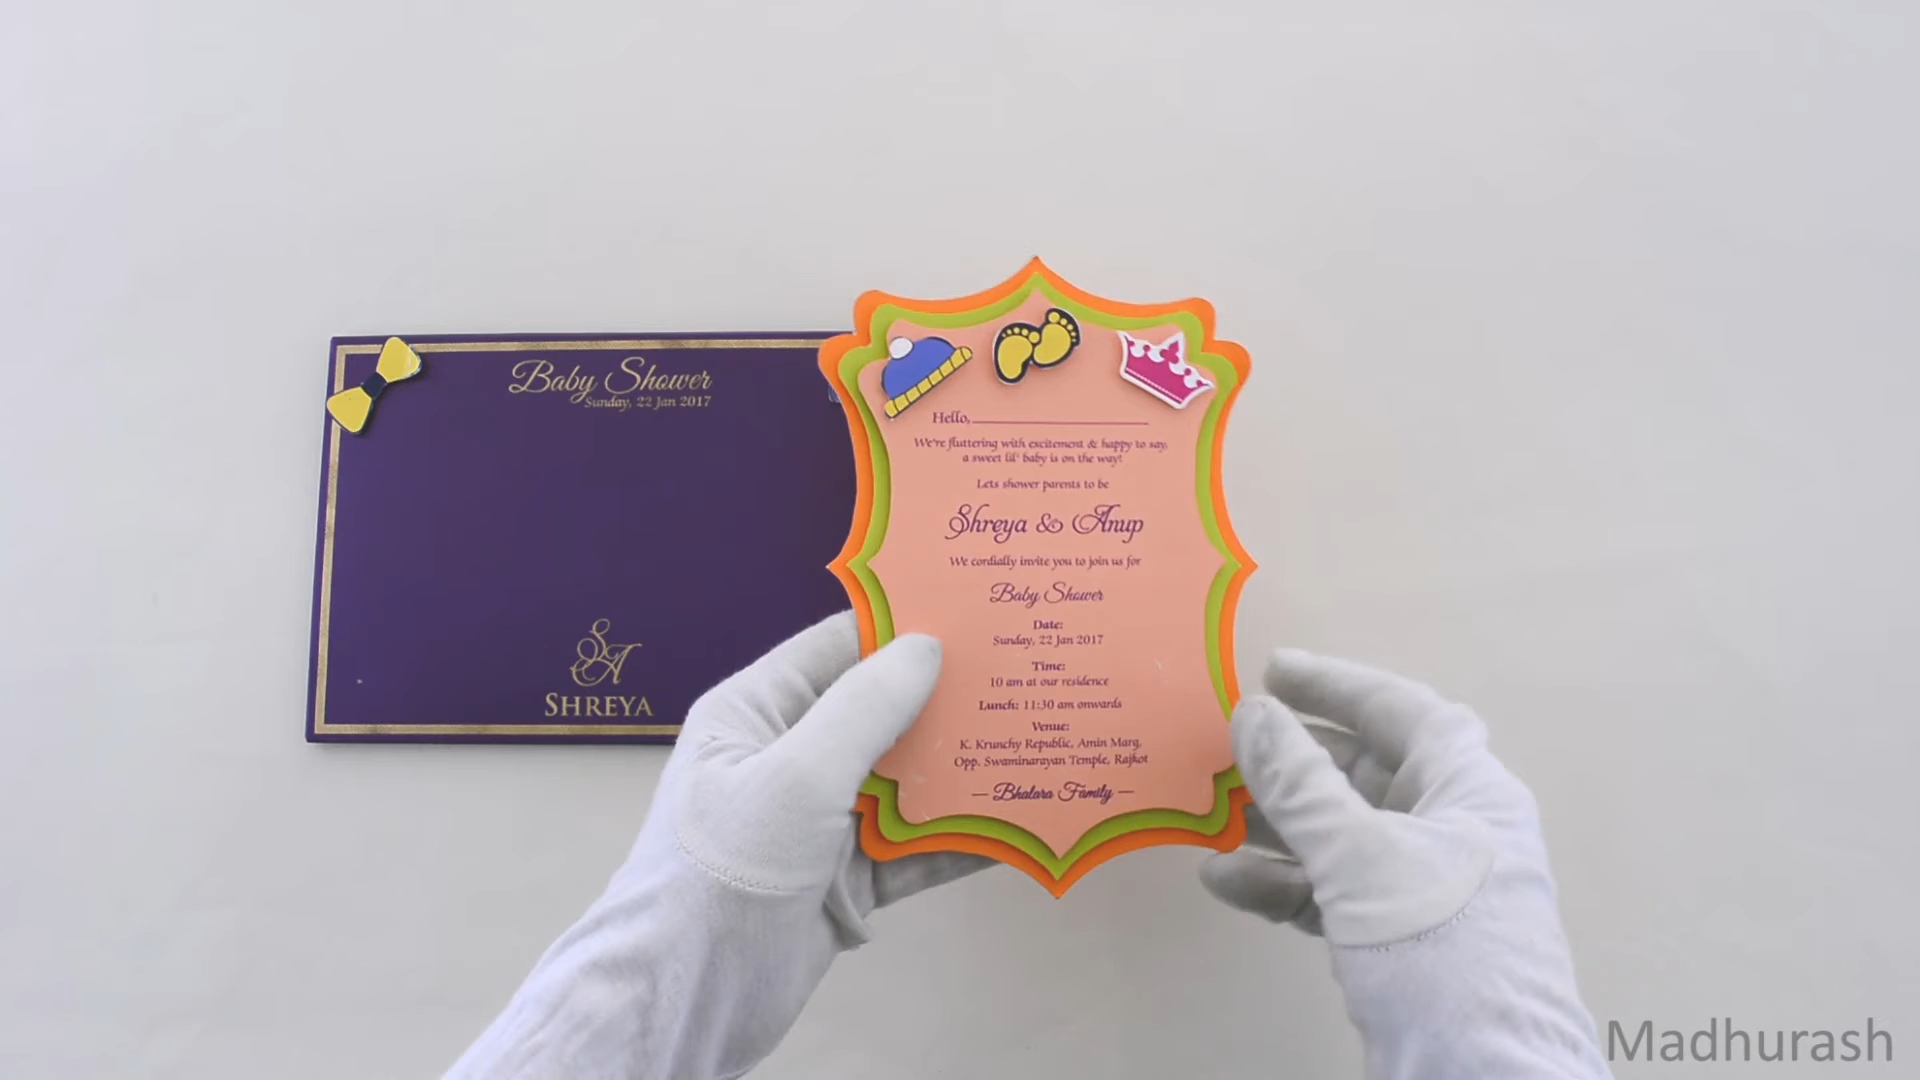 Baby Shower
Sunday, 22 Jan 2017
SA
SHREYA
Hello,
We're fluttering with excitement & happy to say,
a sweet lil' baby is on the way!
Lets shower parents to be
Shreya & Anup
We cordially invite you to join us for
Baby Shower
Date:
Sunday, 22 Jan 2017
Time:
10 am at our residence
Lunch: 11:30 am onwards
Venue:
K. Krunchy Republic, Amin Marg,
Opp. Swaminarayan Temple, Rajkot
— Bhalara Family —
Madhurash